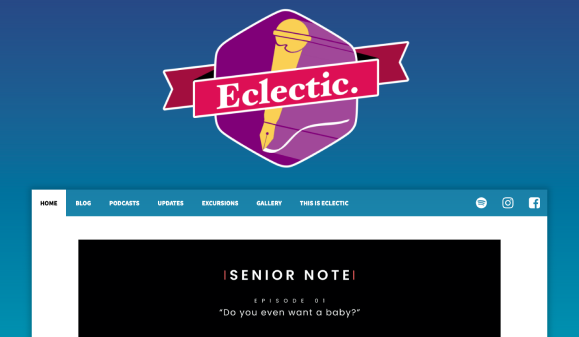 Eclectic.
HOME BLOG PODCASTS UPDATES EXCURSIONS GALLERY THIS IS ECLECTIC
|SENIOR NOTE|
EPISODE 01
“Do you even want a baby?”